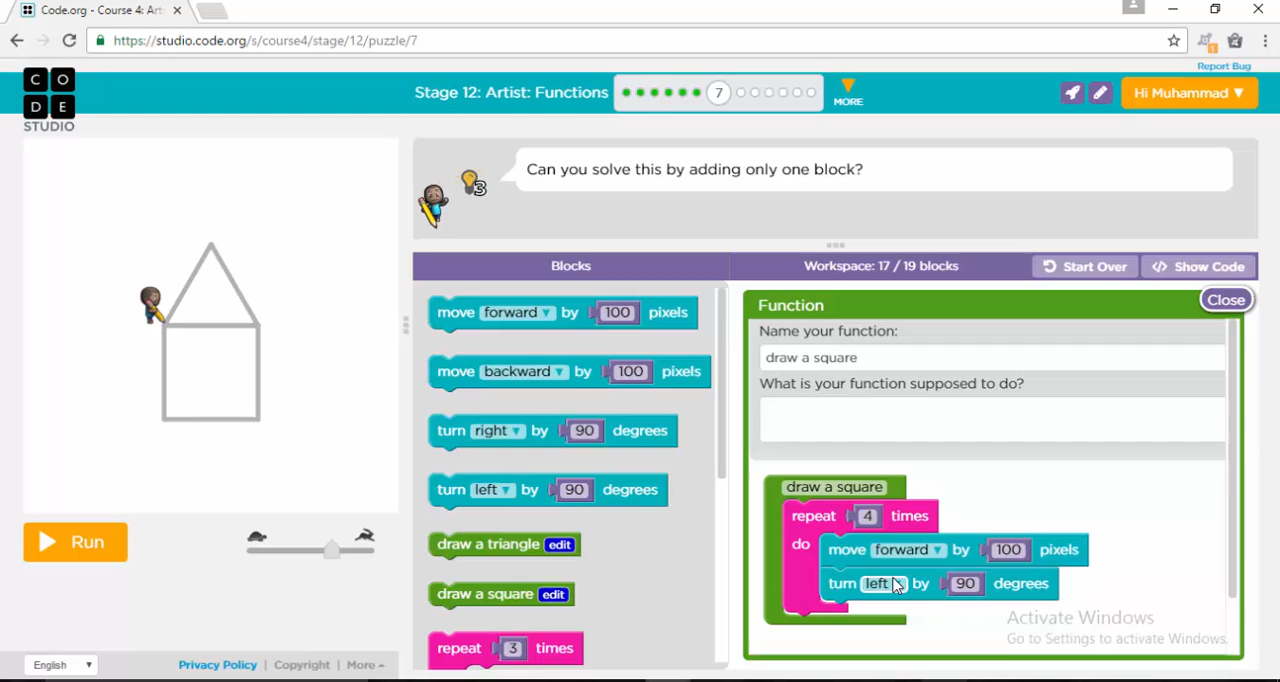 Code.org - Course 4: Art
https://studio.code.org/s/course4/stage/12/puzzle/7
Report Bug
C O
D E
STUDIO
Stage 12: Artist: Functions
7
MORE
Hi Muhammad ▼
3
Can you solve this by adding only one block?
Blocks
Workspace: 17 / 19 blocks
Start Over
</> Show Code
move forward ▼ by 100 pixels
move backward ▼ by 100 pixels
turn right ▼ by 90 degrees
turn left ▼ by 90 degrees
draw a triangle edit
draw a square edit
repeat 3 times
Function
Close
Name your function:
draw a square
What is your function supposed to do?
draw a square
repeat 4 times
do
move forward ▼ by 100 pixels
turn left by 90 degrees
Run
Activate Windows
Go to Settings to activate Windows.
English ▼
Privacy Policy | Copyright | More